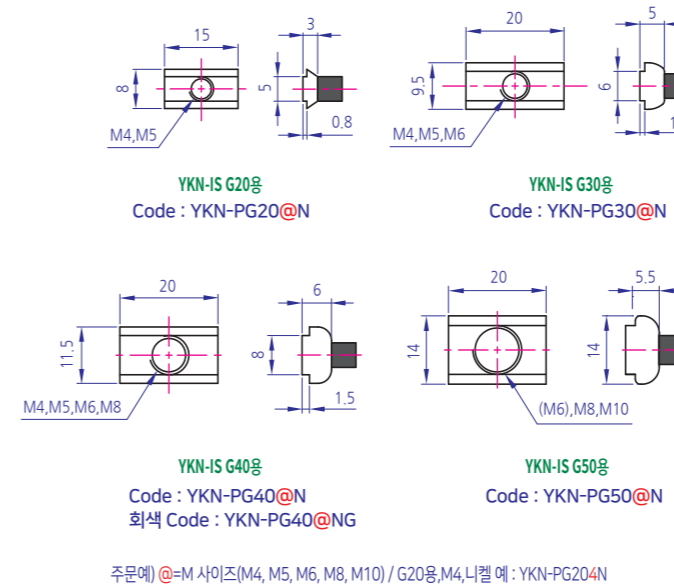 15
3
8
5
M4,M5
0.8
YKN-IS G20용
Code : YKN-PG20@N
20
5
9.5
6
M4,M5,M6
YKN-IS G30용
Code : YKN-PG30@N
20
6
11.5
8
M4,M5,M6,M8
1.5
YKN-IS G40용
Code : YKN-PG40@N
회색 Code : YKN-PG40@NG
20
5.5
14
14
(M6),M8,M10
YKN-IS G50용
Code : YKN-PG50@N
주문예) @=M 사이즈(M4, M5, M6, M8, M10) / G20용,M4,니켈 예 : YKN-PG204N